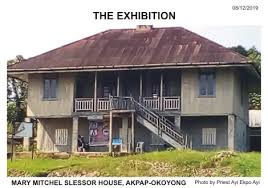 08/12/2019
THE EXHIBITION
MARY MITCHEL SLESSOR HOUSE, AKPAP-OKOYONG
Photo by Priest Ayi Ekpo Ayi